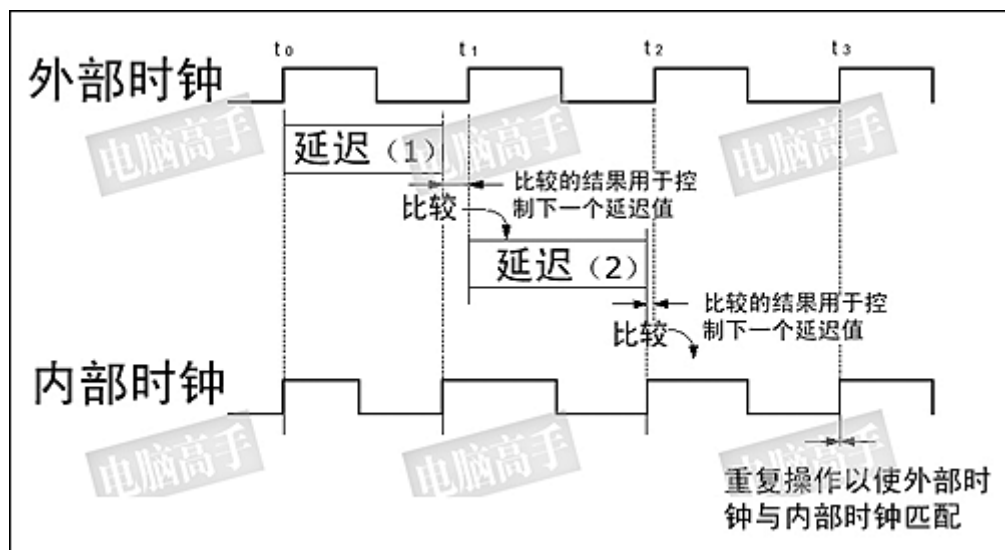 t0 t1 t2 t3
外部时钟
电脑高手
电脑高手
电脑高手
延迟（1）
比较的结果用于控
制下一个延迟值
比较
延迟（2）
比较的结果用于控
制下一个延迟值
比较
内部时钟
电脑高手
电脑高手
电脑高手
重复操作以使外部时
钟与内部时钟匹配